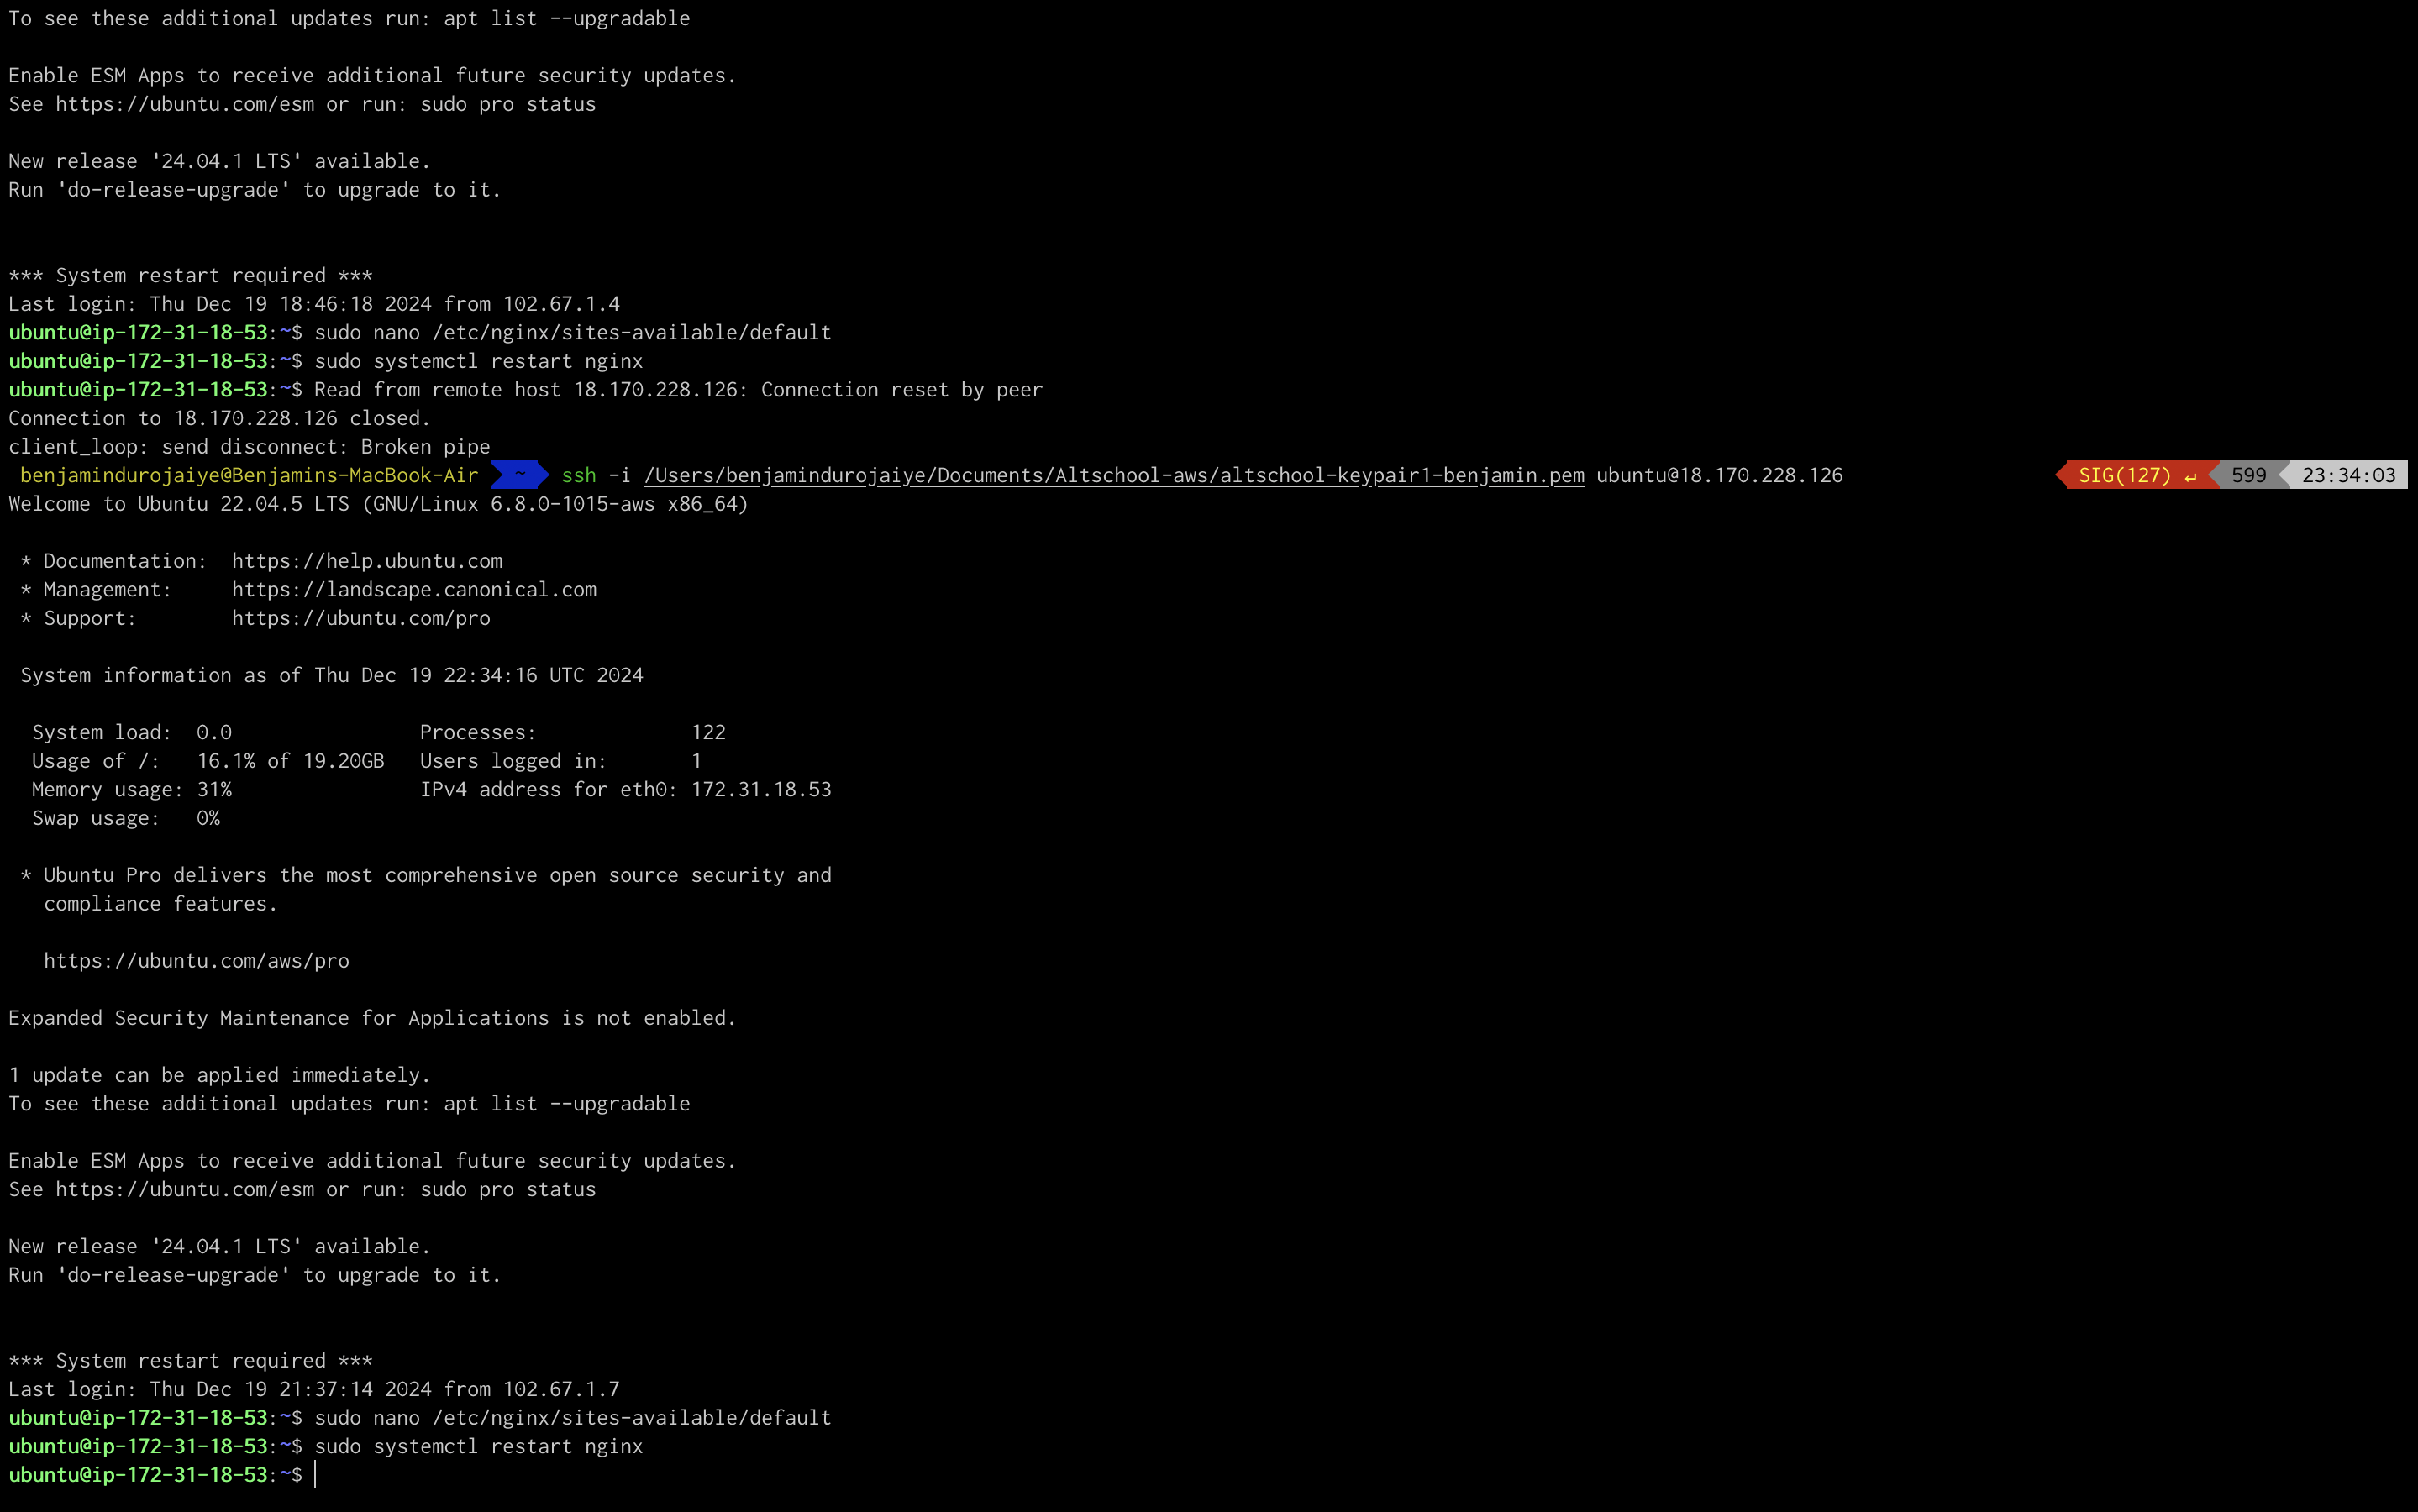 To see these additional updates run: apt list --upgradable
Enable ESM Apps to receive additional future security updates.
See https://ubuntu.com/esm or run: sudo pro status
New release '24.04.1 LTS' available.
Run 'do-release-upgrade' to upgrade to it.
*** System restart required ***
Last login: Thu Dec 19 18:46:18 2024 from 102.67.1.4
ubuntu@ip-172-31-18-53:~$ sudo nano /etc/nginx/sites-available/default
ubuntu@ip-172-31-18-53:~$ sudo systemctl restart nginx
ubuntu@ip-172-31-18-53:~$ Read from remote host 18.170.228.126: Connection reset by peer
Connection to 18.170.228.126 closed.
client_loop: send disconnect: Broken pipe
benjamindurojaiye@Benjamins-MacBook-Air ~ ssh -i /Users/benjamindurojaiye/Documents/Altschool-aws/altschool-keypair1-benjamin.pem ubuntu@18.170.228.126 SIG(127) ↵ 599 23:34:03
Welcome to Ubuntu 22.04.5 LTS (GNU/Linux 6.8.0-1015-aws x86_64)
* Documentation: https://help.ubuntu.com
* Management: https://landscape.canonical.com
* Support: https://ubuntu.com/pro
System information as of Thu Dec 19 22:34:16 UTC 2024
System load: 0.0 Processes: 122
Usage of /: 16.1% of 19.20GB Users logged in: 1
Memory usage: 31% IPv4 address for eth0: 172.31.18.53
Swap usage: 0%
* Ubuntu Pro delivers the most comprehensive open source security and
compliance features.
https://ubuntu.com/aws/pro
Expanded Security Maintenance for Applications is not enabled.
1 update can be applied immediately.
To see these additional updates run: apt list --upgradable
Enable ESM Apps to receive additional future security updates.
See https://ubuntu.com/esm or run: sudo pro status
New release '24.04.1 LTS' available.
Run 'do-release-upgrade' to upgrade to it.
*** System restart required ***
Last login: Thu Dec 19 21:37:14 2024 from 102.67.1.7
ubuntu@ip-172-31-18-53:~$ sudo nano /etc/nginx/sites-available/default
ubuntu@ip-172-31-18-53:~$ sudo systemctl restart nginx
ubuntu@ip-172-31-18-53:~$